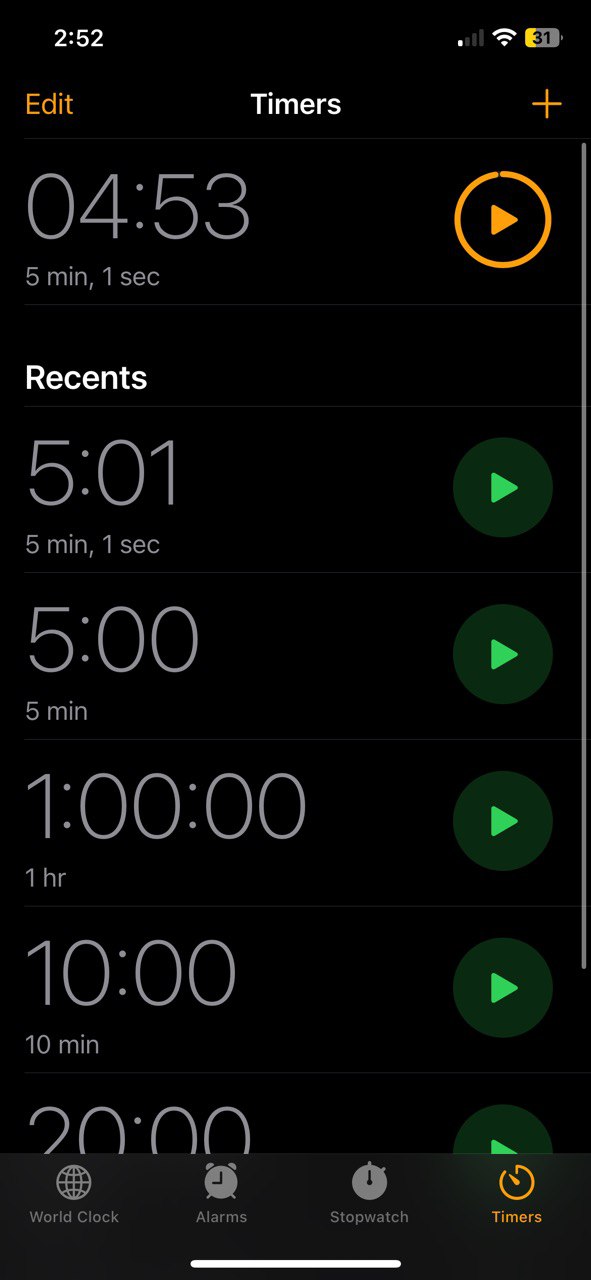 2:52
31
Edit
Timers
04:53
5 min, 1 sec
Recents
5:01
5 min, 1 sec
5:00
5 min
1:00:00
1 hr
10:00
10 min
20:00
World Clock
Alarms
Stopwatch
Timers